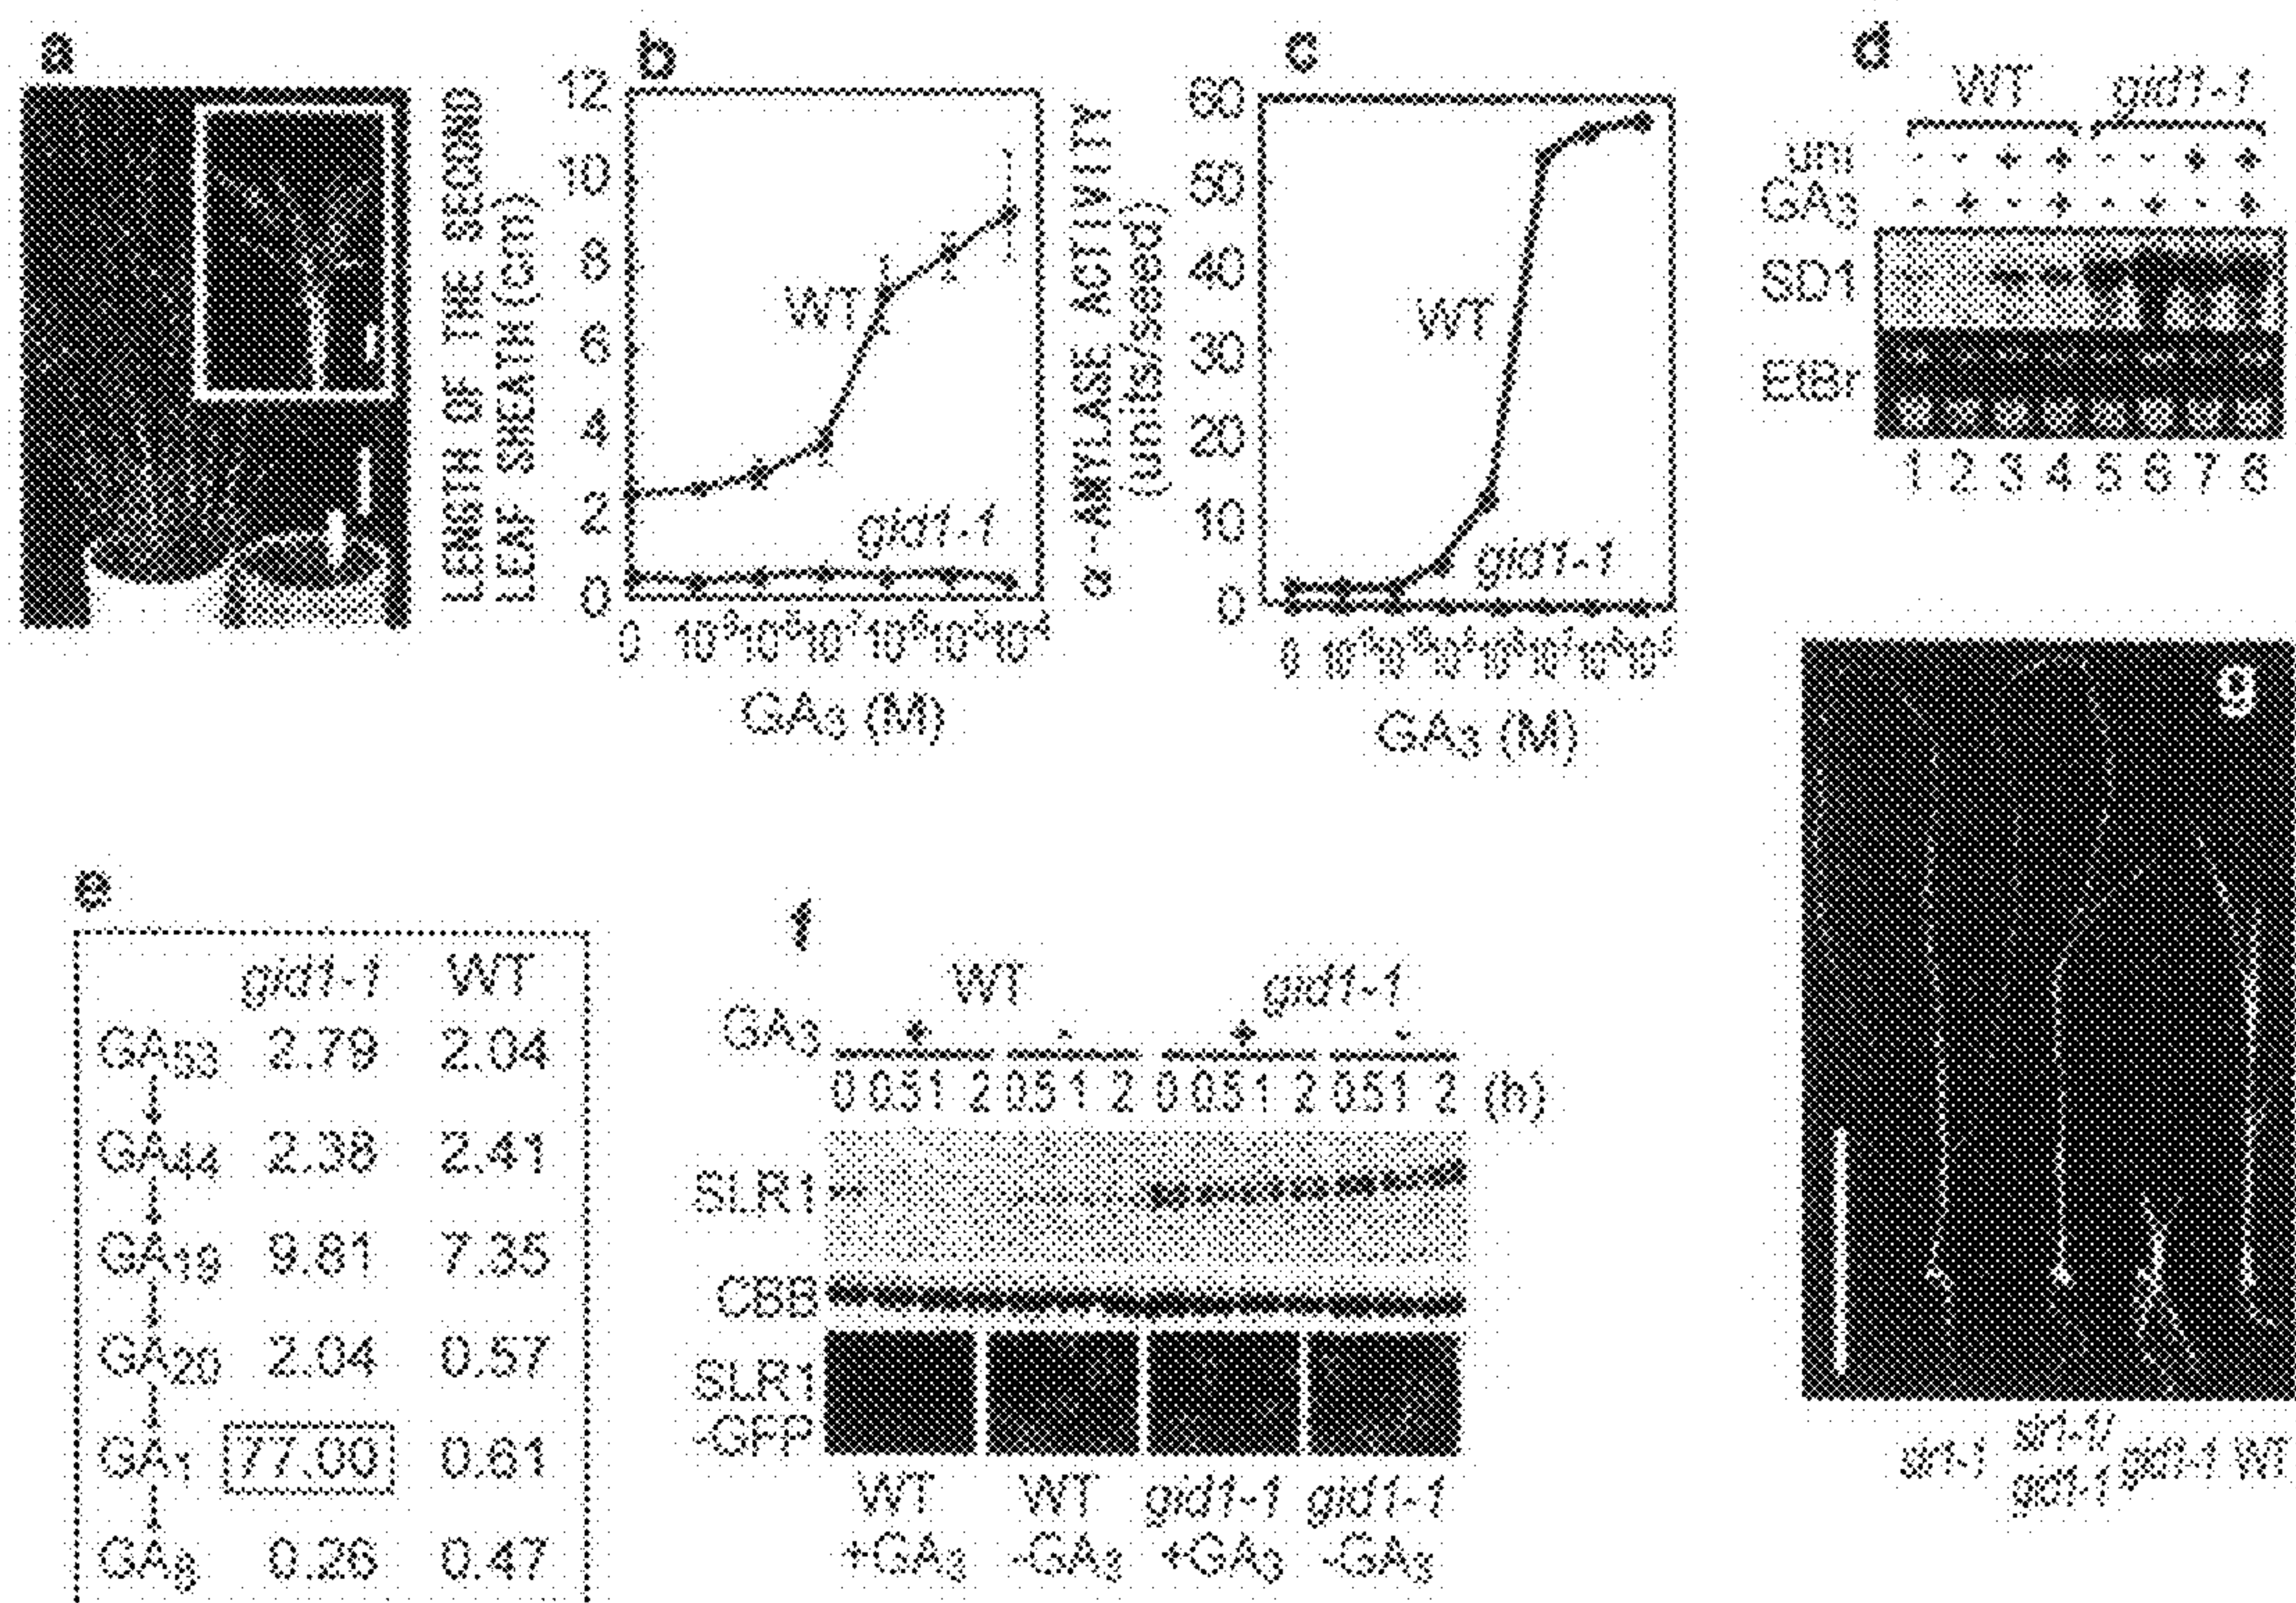 a
b
c
d
LENGTH OF THE SECOND
LEAF SHEATH (cm)
12
10
8
6
4
2
0
WT
gid1-1
GA3 (M)
α-AMYLASE ACTIVITY
(units/seed)
60
50
40
30
20
10
0
WT
gid1-1
GA3 (M)
WT gid1-1
uni - - + + - - + +
GA3 - + - + - + - +
SD1
EtBr
1 2 3 4 5 6 7 8
e
gid1-1 WT
GA53 2.79 2.04
GA44 2.38 2.41
GA19 9.81 7.35
GA20 2.04 0.57
GA1 77.00 0.61
GA8 0.26 0.47
f
WT gid1-1
GA3 + - + -
0 0.5 1 2 0.5 1 2 0 0.5 1 2 0.5 1 2 (h)
SLR1
CBB
SLR1
-GFP
WT WT gid1-1 gid1-1
+GA3 -GA3 +GA3 -GA3
g
slr1-1 slr1-1/ gid1-1 WT
gid1-1